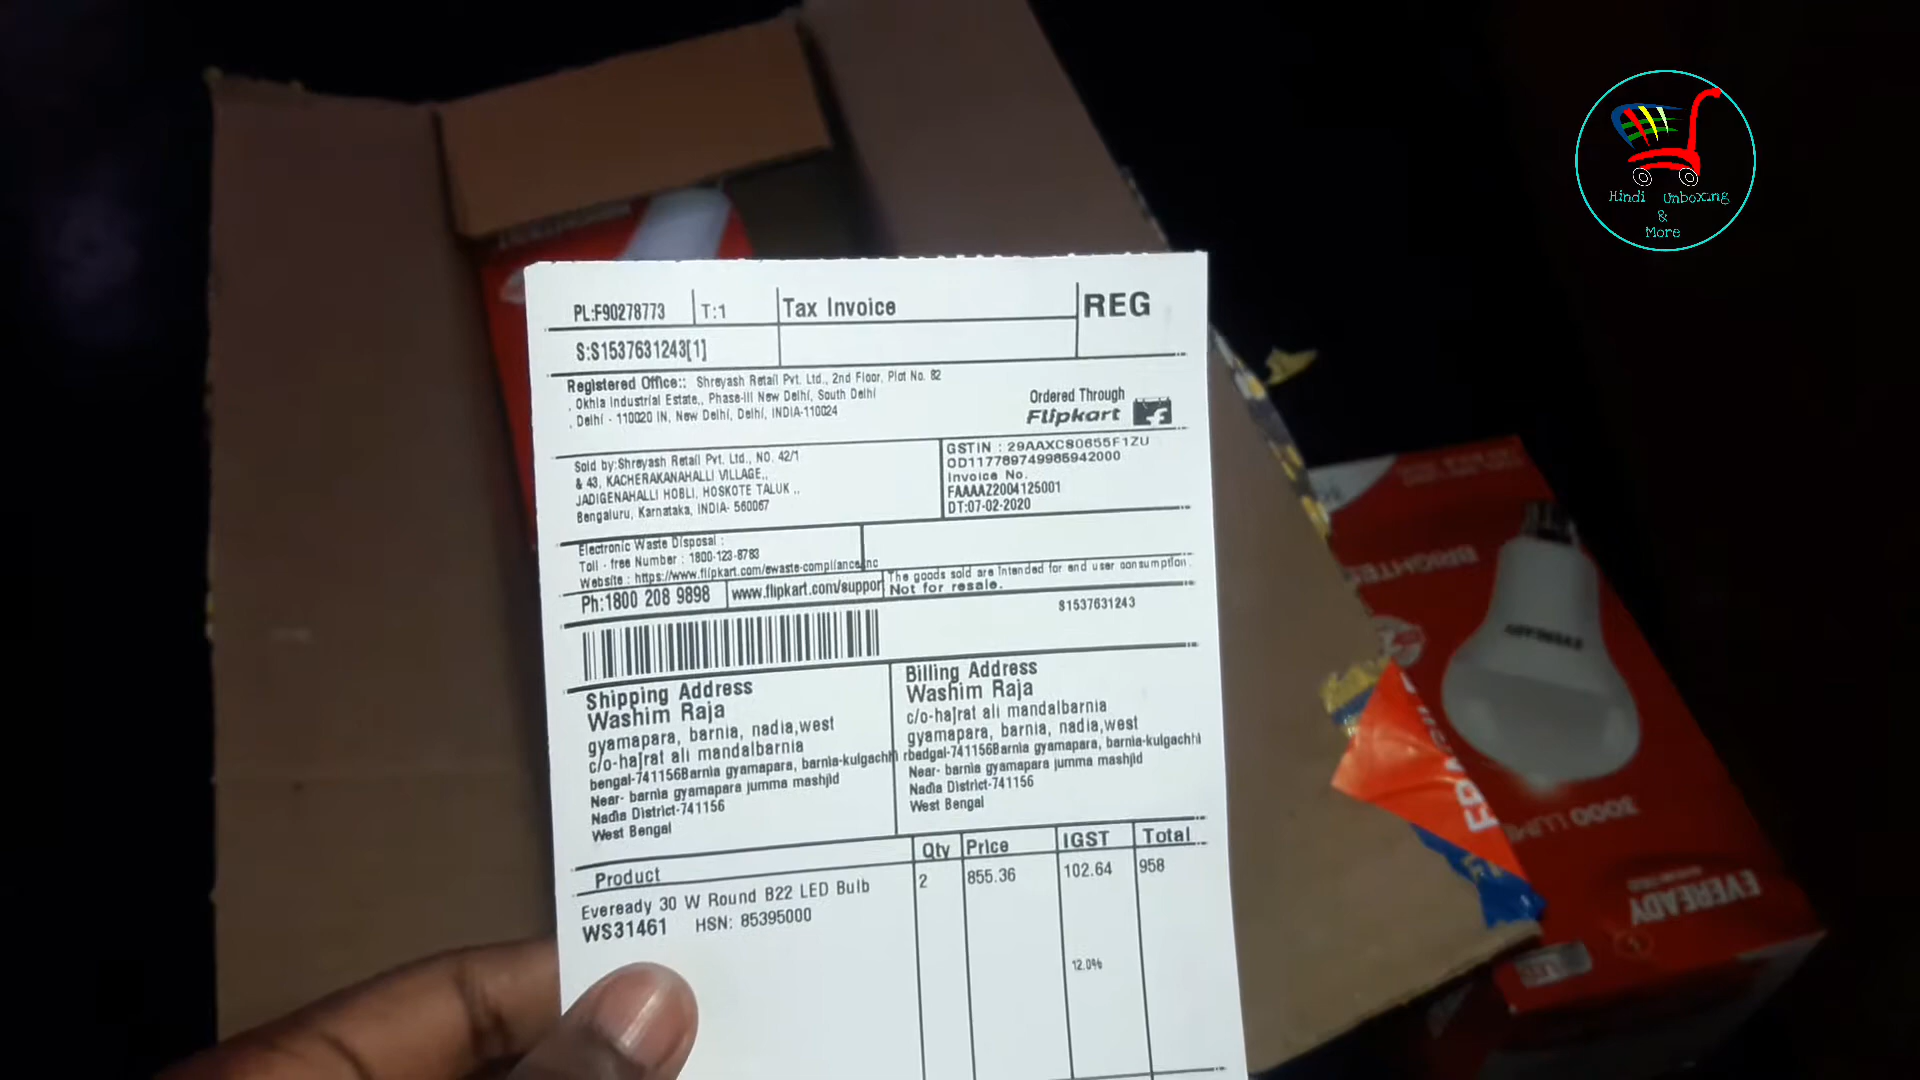 Hindi Unboxing
&
More
PL:F90278773 T:1 Tax Invoice REG
S:S1537631243[1]
Registered Office:: Shreyash Retail Pvt. Ltd., 2nd Floor, Plot No. 82
, Okhla Industrial Estate,, Phase-III New Delhi, South Delhi
, Delhi - 110020 IN, New Delhi, Delhi, INDIA-110024
Ordered Through
Flipkart
Sold by:Shreyash Retail Pvt. Ltd., NO. 42/1
& 43, KACHERAKANAHALLI VILLAGE,,
JADIGENAHALLI HOBLI, HOSKOTE TALUK ,,
Bengaluru, Karnataka, INDIA- 560067
GSTIN : 29AAXCS0655F1ZU
OD117769749985942000
Invoice No.
FAAAAZ2004125001
DT:07-02-2020
Electronic Waste Disposal :
Toll - free Number : 1800-123-8783
Website : https://www.flipkart.com/ewaste-compliance,tnc
Ph:1800 208 9898 www.flipkart.com/support
The goods sold are intended for end user consumption.
Not for resale.
S1537631243
Shipping Address
Washim Raja
gyamapara, barnia, nadia,west
c/o-hajrat ali mandalbarnia
bengal-741156Barnia gyamapara, barnia-kulgachhi
Near- barnia gyamapara jumma mashjid
Nadia District-741156
West Bengal
Billing Address
Washim Raja
c/o-hajrat ali mandalbarnia
gyamapara, barnia, nadia,west
Barnia gyamapara, barnia-kulgachhi
Near- barnia gyamapara jumma mashjid
Nadia District-741156
West Bengal
Product Qty Price IGST Total
Eveready 30 W Round B22 LED Bulb 2 855.36 102.64 958
WS31461 HSN: 85395000
12.0%
EVEREADY
3000 LUMEN
EVEREADY